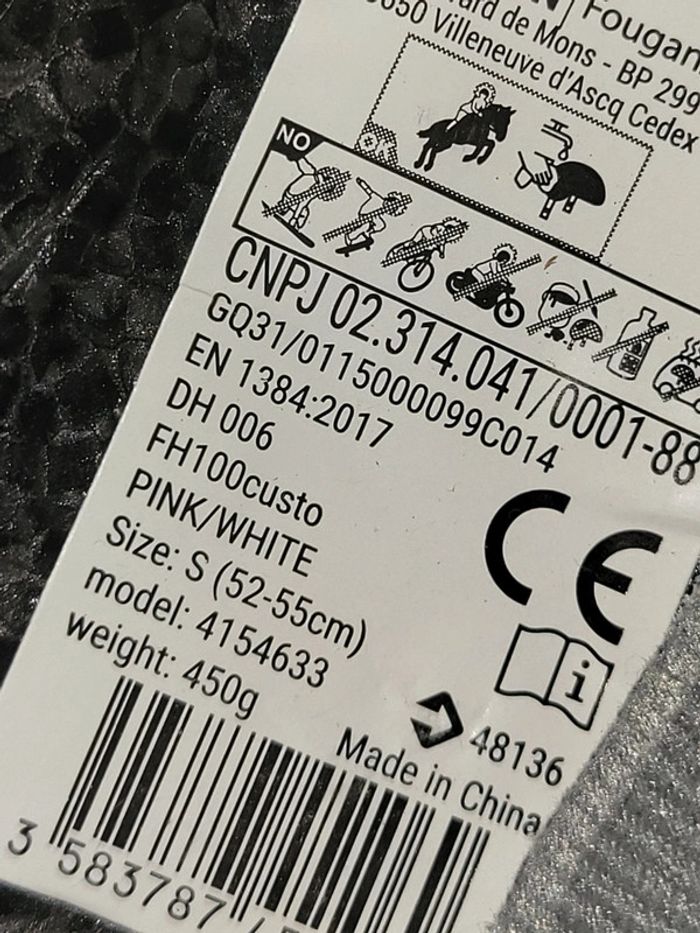 Fougan
de Mons - BP 299
Villeneuve d'Ascq Cedex
NO
CNPJ 02.314.041/0001-88
GQ31/0115000099C014
EN 1384:2017
DH 006
FH100custo
PINK/WHITE
Size: S (52-55cm)
model: 4154633
weight: 450g
CE
i
48136
Made in China
3 583787